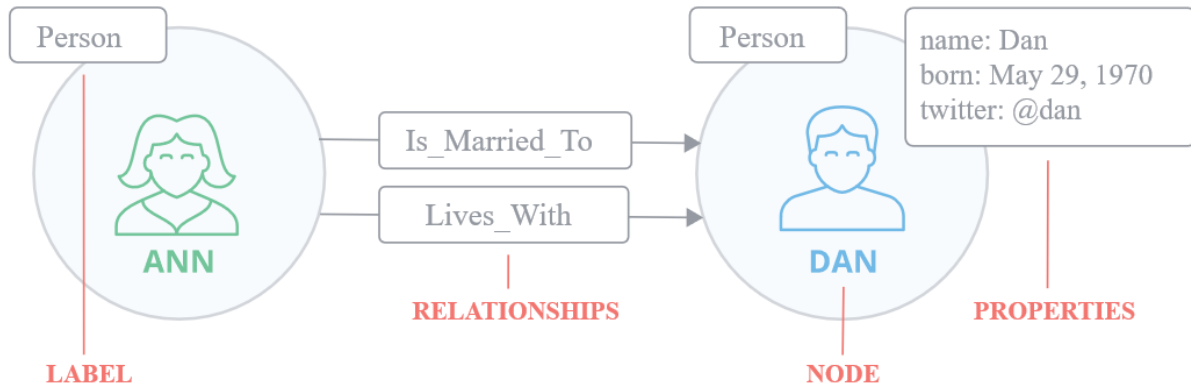 Person
ANN
Is_Married_To
Lives_With
Person
DAN
name: Dan
born: May 29, 1970
twitter: @dan
LABEL
RELATIONSHIPS
NODE
PROPERTIES